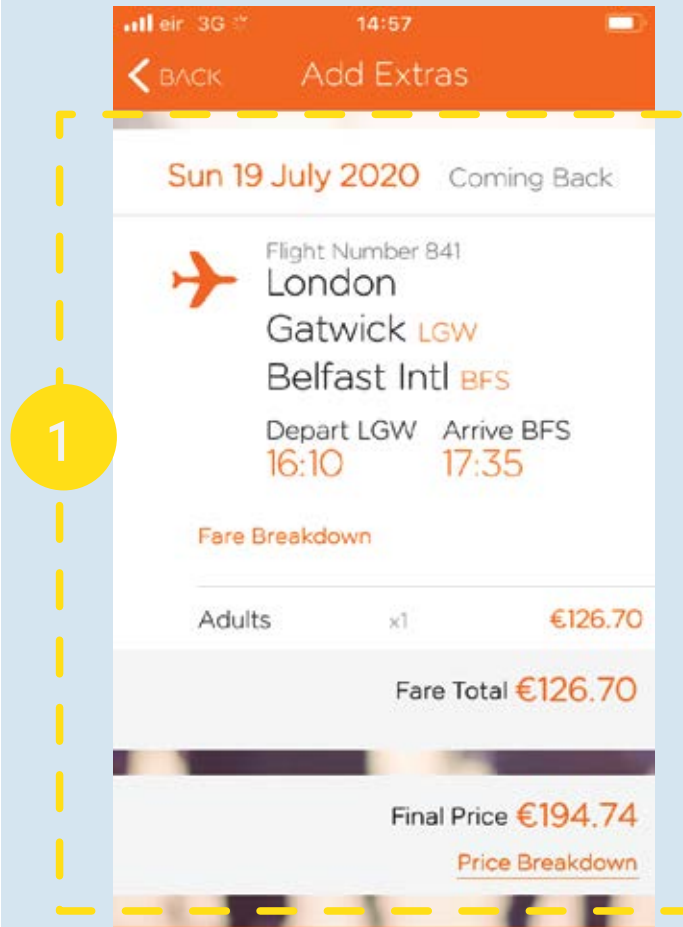 eir 3G 14:57
BACK Add Extras
Sun 19 July 2020 Coming Back
Flight Number 841
London
Gatwick LGW
Belfast Intl BFS
Depart LGW Arrive BFS
16:10 17:35
1
Fare Breakdown
Adults x1 €126.70
Fare Total €126.70
Final Price €194.74
Price Breakdown